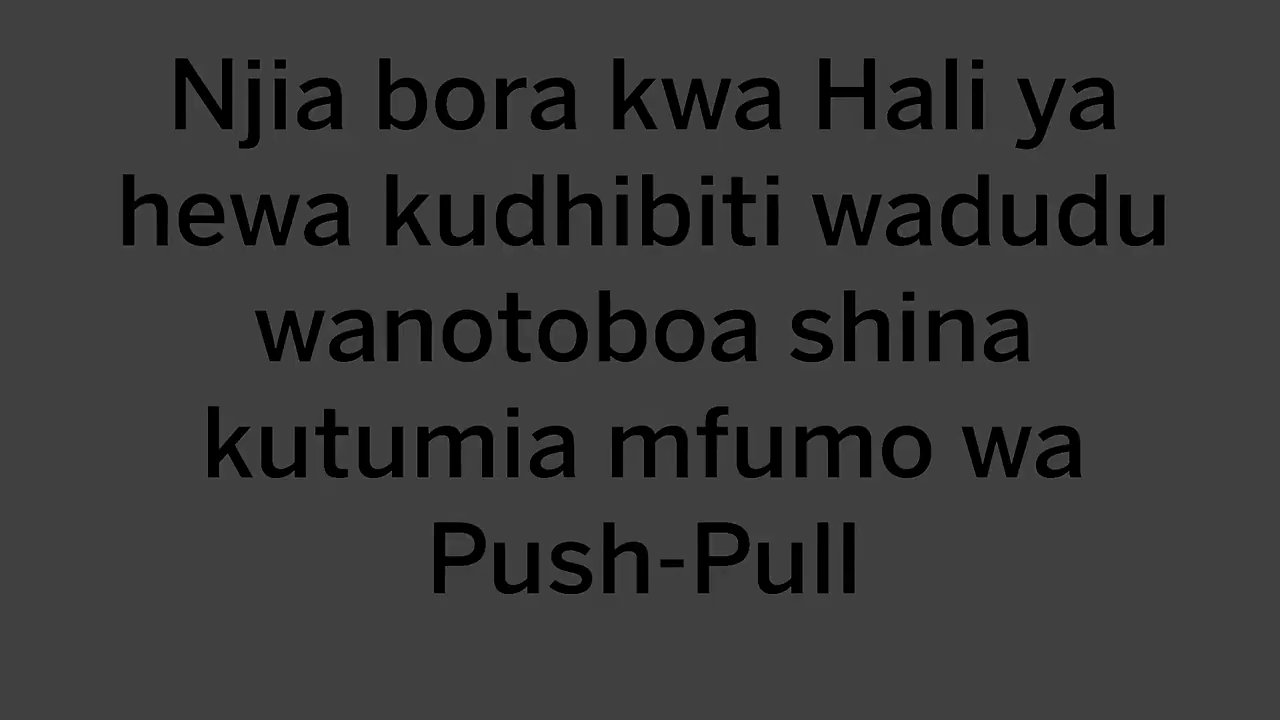 Njia bora kwa Hali ya
hewa kudhibiti wadudu
wanotoboa shina
kutumia mfumo wa
Push-Pull